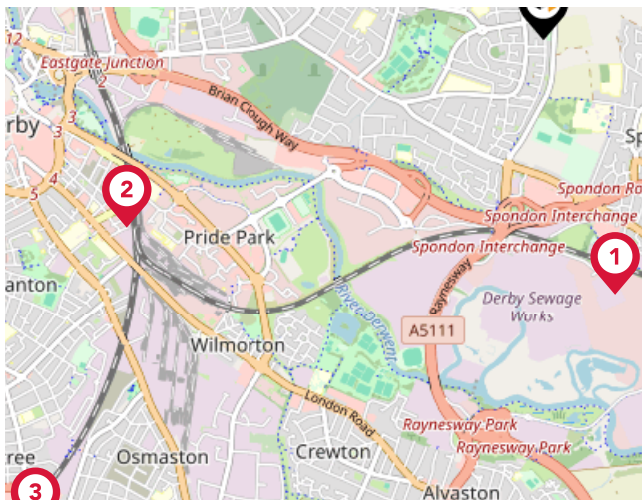 12
Eastgate Junction
2
2
Brian Clough Way
rby
3
3
Sp
5
4
2
Spondon Ro
Spondon Interchange
Pride Park
Spondon Interchange
1
anton
River Derwent
Raynesway
Derby Sewage
Works
A5111
Wilmorton
London Road
Raynesway Park
Crewton
Raynesway Park
ree
Osmaston
3
Alvaston